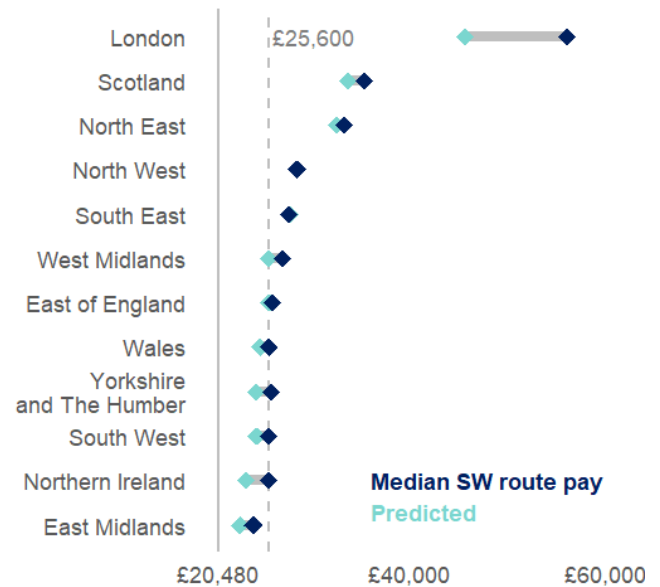 London
£25,600
Scotland
North East
North West
South East
West Midlands
East of England
Wales
Yorkshire
and The Humber
South West
Northern Ireland
Median SW route pay
Predicted
East Midlands
£20,480
£40,000
£60,000